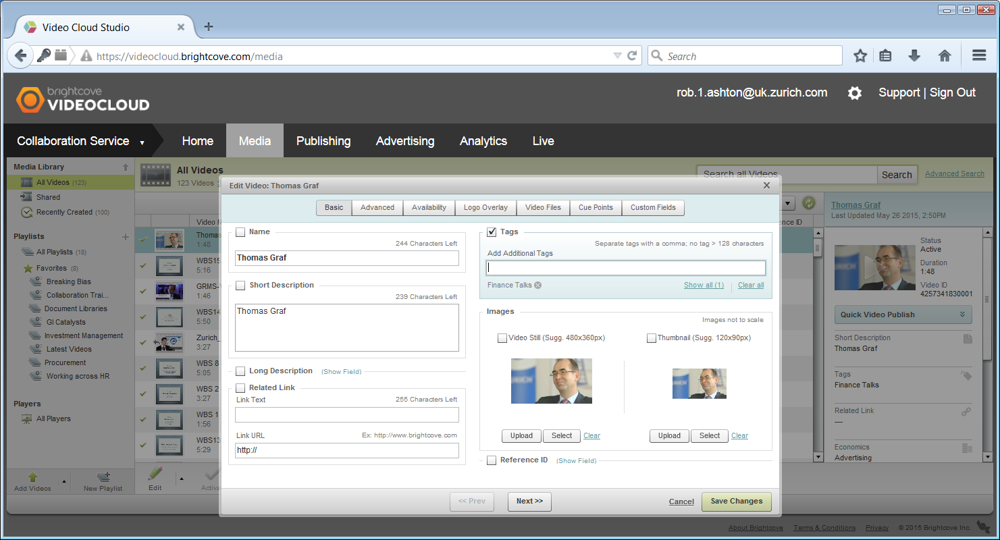 Video Cloud Studio
https://videocloud.brightcove.com/media
Search
brightcove
VIDEOCLOUD
rob.1.ashton@uk.zurich.com
Support | Sign Out
Collaboration Service
Home
Media
Publishing
Advertising
Analytics
Live
Media Library
All Videos (123)
Shared
Recently Created (100)
Playlists
All Playlists (18)
Favorites (8)
Breaking Bias
Collaboration Trai...
Document Libraries
GI Catalysts
Investment Management
Latest Videos
Procurement
Working across HR
Players
All Players
Add Videos
New Playlist
All Videos
123 Videos
Search all Videos
Search
Advanced Search
Video N
ence ID
Thomas
1:48
WBS15
5:16
GRMS-
1:46
WBS14
5:50
Zurich_
3:27
WBS 8
5:05
WBS 2
3:27
WBS 1
1:56
WBS13
5:29
Edit
Activa
Edit Video: Thomas Graf
Basic
Advanced
Availability
Logo Overlay
Video Files
Cue Points
Custom Fields
Name
244 Characters Left
Thomas Graf
Short Description
239 Characters Left
Thomas Graf
Long Description (Show Field)
Related Link
Link Text 255 Characters Left
Link URL Ex: http://www.brightcove.com
http://
Tags
Separate tags with a comma; no tag > 128 characters
Add Additional Tags
Finance Talks
Show all (1)
Clear all
Images
Images not to scale
Video Still (Sugg. 480x360px)
Thumbnail (Sugg. 120x90px)
Upload
Select
Clear
Upload
Select
Clear
Reference ID (Show Field)
<< Prev
Next >>
Cancel
Save Changes
Thomas Graf
Last Updated May 26 2015, 2:50PM
Status
Active
Duration
1:48
Video ID
4257341830001
Quick Video Publish
Short Description
Thomas Graf
Tags
Finance Talks
Related Link
---
Economics
Advertising
About Brightcove
Terms & Conditions
Privacy
© 2015 Brightcove Inc.